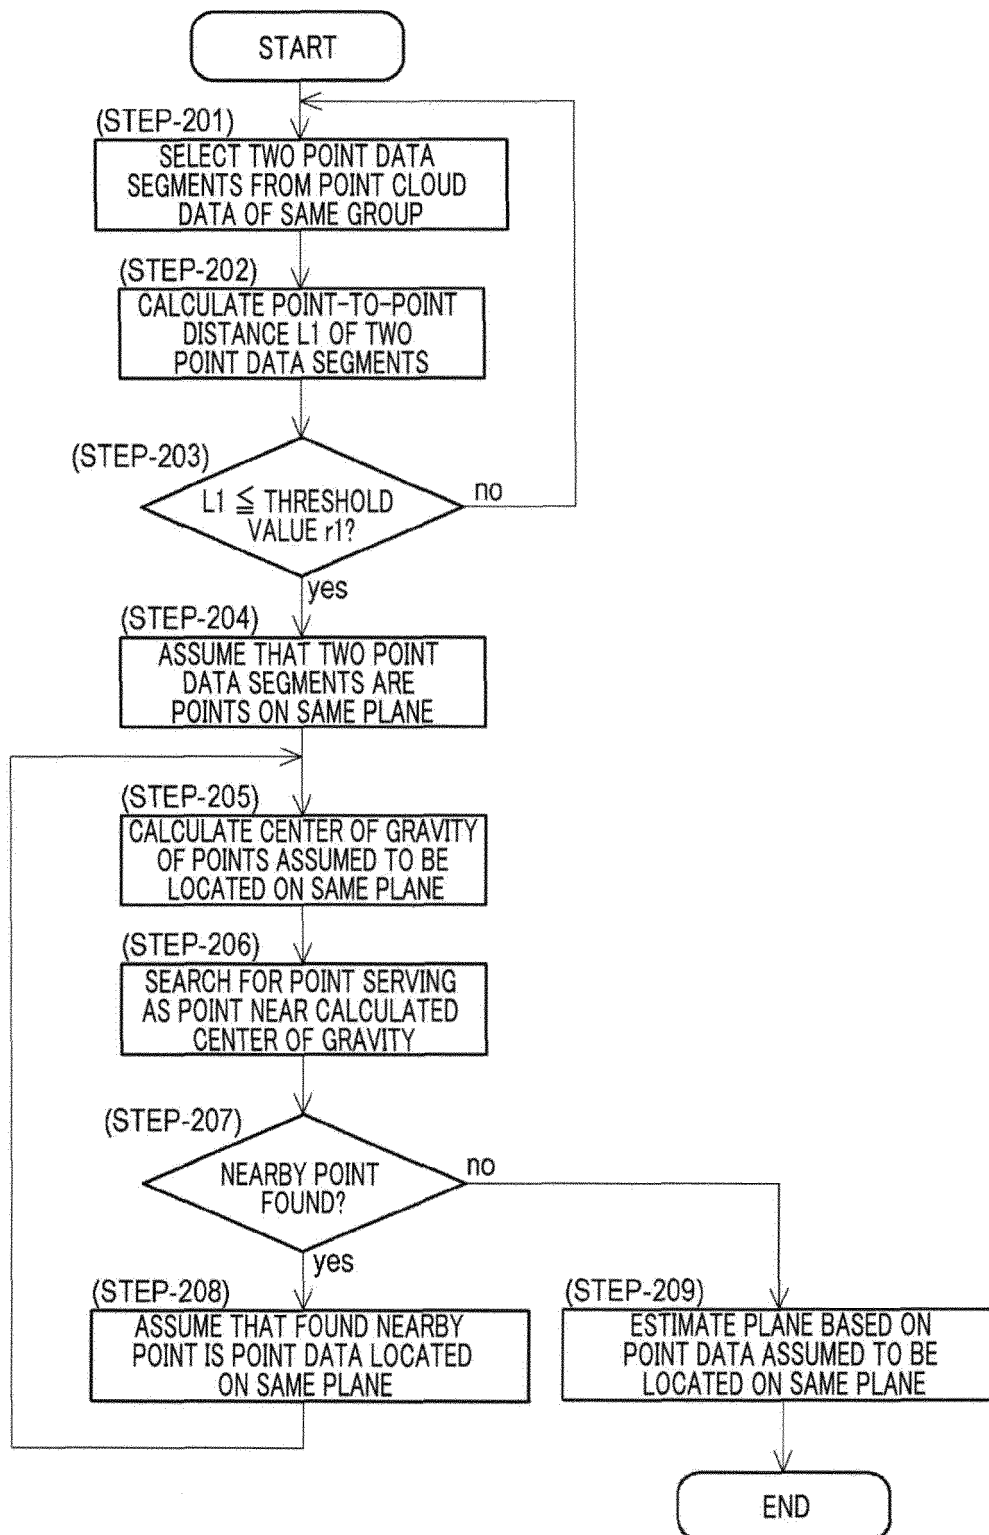 START
(STEP-201)
SELECT TWO POINT DATA
SEGMENTS FROM POINT CLOUD
DATA OF SAME GROUP
(STEP-202)
CALCULATE POINT-TO-POINT
DISTANCE L1 OF TWO
POINT DATA SEGMENTS
(STEP-203)
L1 ≦ THRESHOLD
VALUE r1?
no
yes
(STEP-204)
ASSUME THAT TWO POINT
DATA SEGMENTS ARE
POINTS ON SAME PLANE
(STEP-205)
CALCULATE CENTER OF GRAVITY
OF POINTS ASSUMED TO BE
LOCATED ON SAME PLANE
(STEP-206)
SEARCH FOR POINT SERVING
AS POINT NEAR CALCULATED
CENTER OF GRAVITY
(STEP-207)
NEARBY POINT
FOUND?
no
yes
(STEP-208)
ASSUME THAT FOUND NEARBY
POINT IS POINT DATA LOCATED
ON SAME PLANE
(STEP-209)
ESTIMATE PLANE BASED ON
POINT DATA ASSUMED TO BE
LOCATED ON SAME PLANE
END